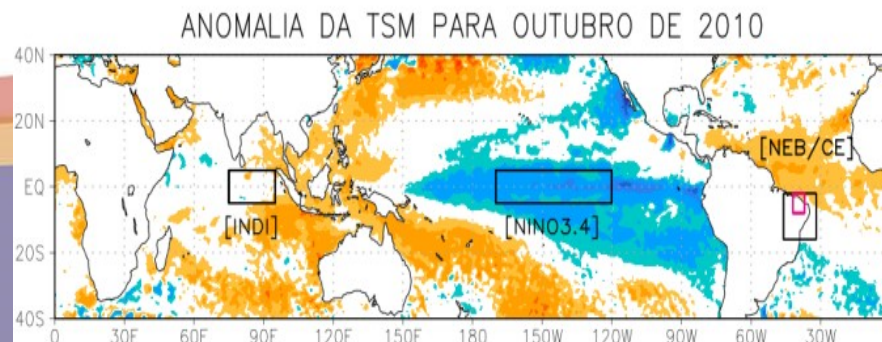 ANOMALIA DA TSM PARA OUTUBRO DE 2010
40N
20N
[NEB/CE]
EQ
[INDI] [NINO3.4]
20S
40S
0 30E 60E 90E 120E 150E 180 150W 120W 90W 60W 30W